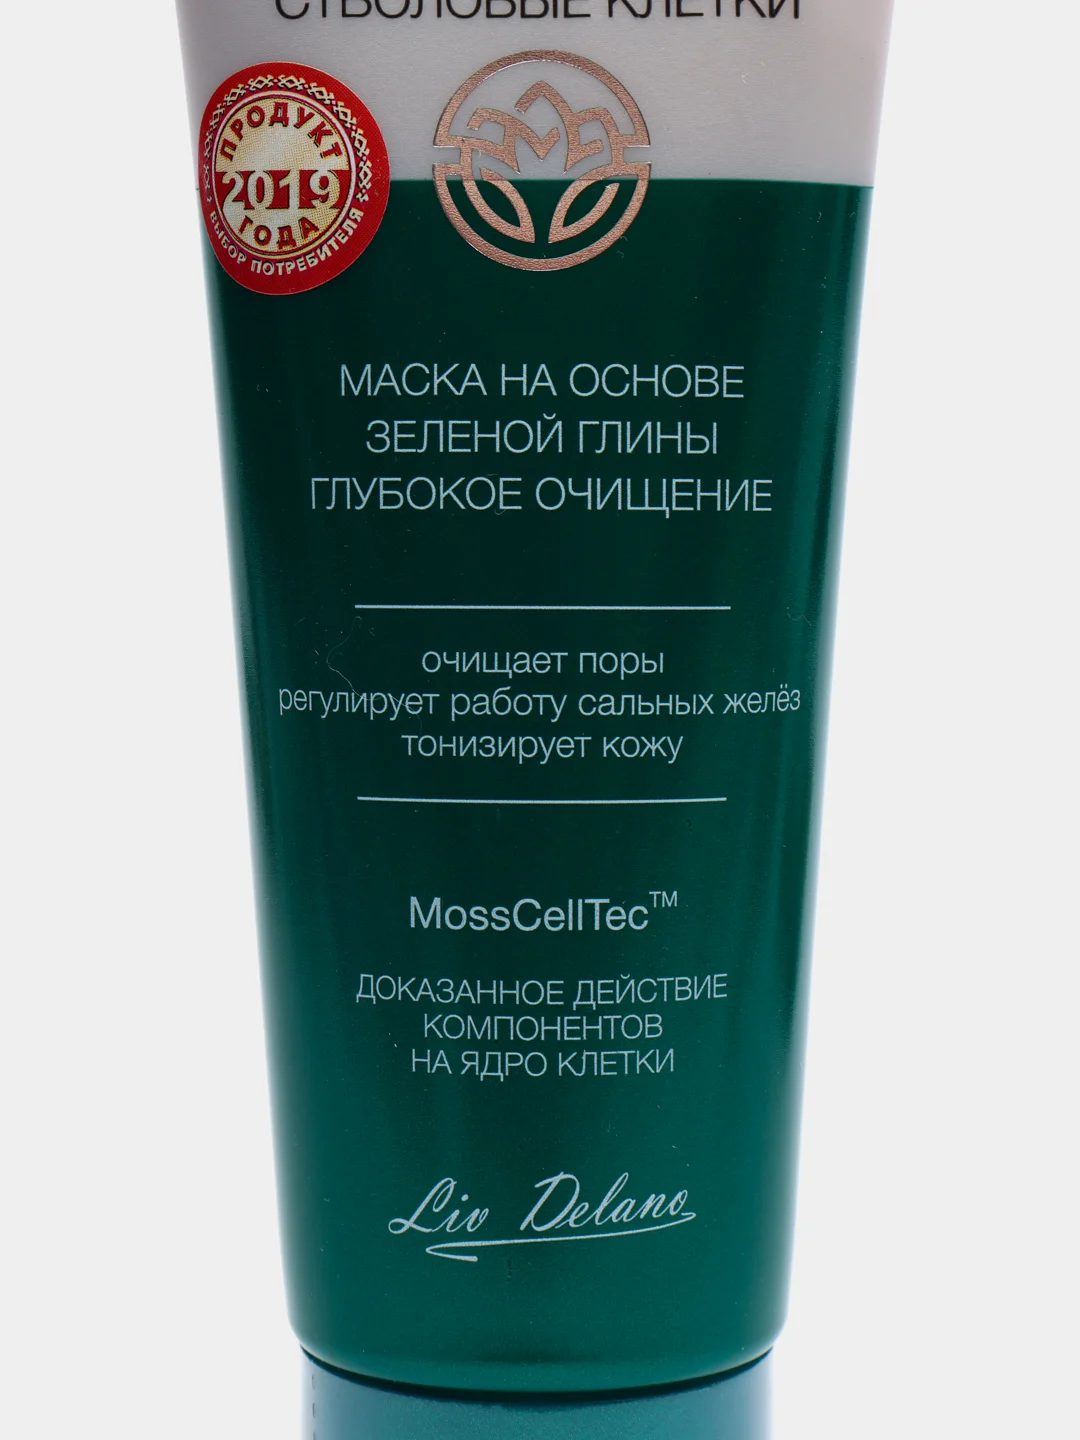 СТВОЛОВЫЕ КЛЕТКИ
ПРОДУКТ
2019
ГОДА
ВЫБОР ПОТРЕБИТЕЛЯ
МАСКА НА ОСНОВЕ
ЗЕЛЕНОЙ ГЛИНЫ
ГЛУБОКОЕ ОЧИЩЕНИЕ
очищает поры
регулирует работу сальных желёз
тонизирует кожу
MossCellTec™
ДОКАЗАННОЕ ДЕЙСТВИЕ
КОМПОНЕНТОВ
НА ЯДРО КЛЕТКИ
Liv Delano